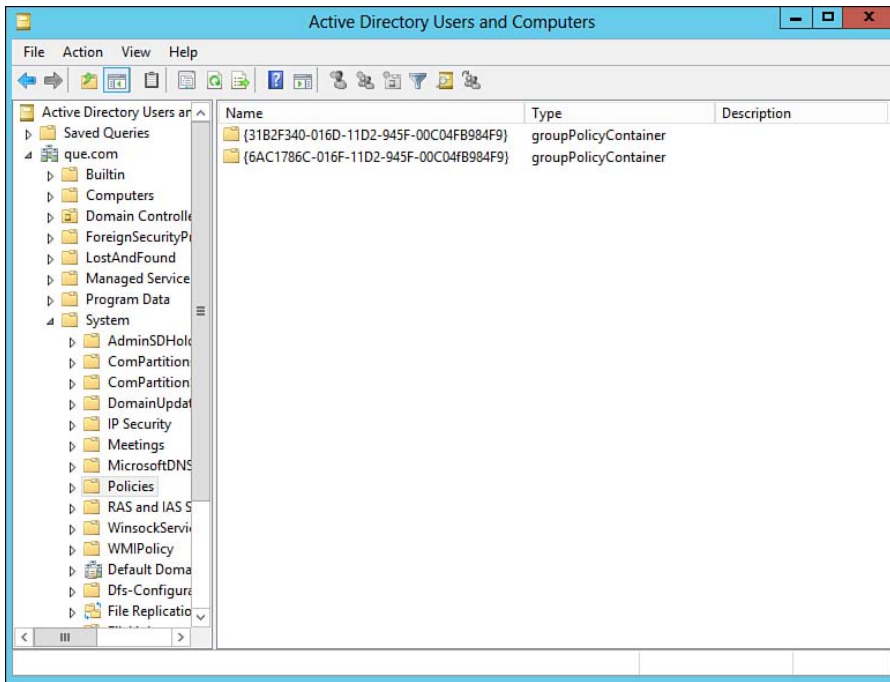 Active Directory Users and Computers
X
File Action View Help
Active Directory Users ar
Saved Queries
que.com
Builtin
Computers
Domain Controlle
ForeignSecurityPr
LostAndFound
Managed Service
Program Data
System
AdminSDHold
ComPartition
ComPartition
DomainUpdat
IP Security
Meetings
MicrosoftDNS
Policies
RAS and IAS S
WinsockServi
WMIPolicy
Default Doma
Dfs-Configura
File Replicatio
Name Type Description
{31B2F340-016D-11D2-945F-00C04FB984F9} groupPolicyContainer
{6AC1786C-016F-11D2-945F-00C04fB984F9} groupPolicyContainer